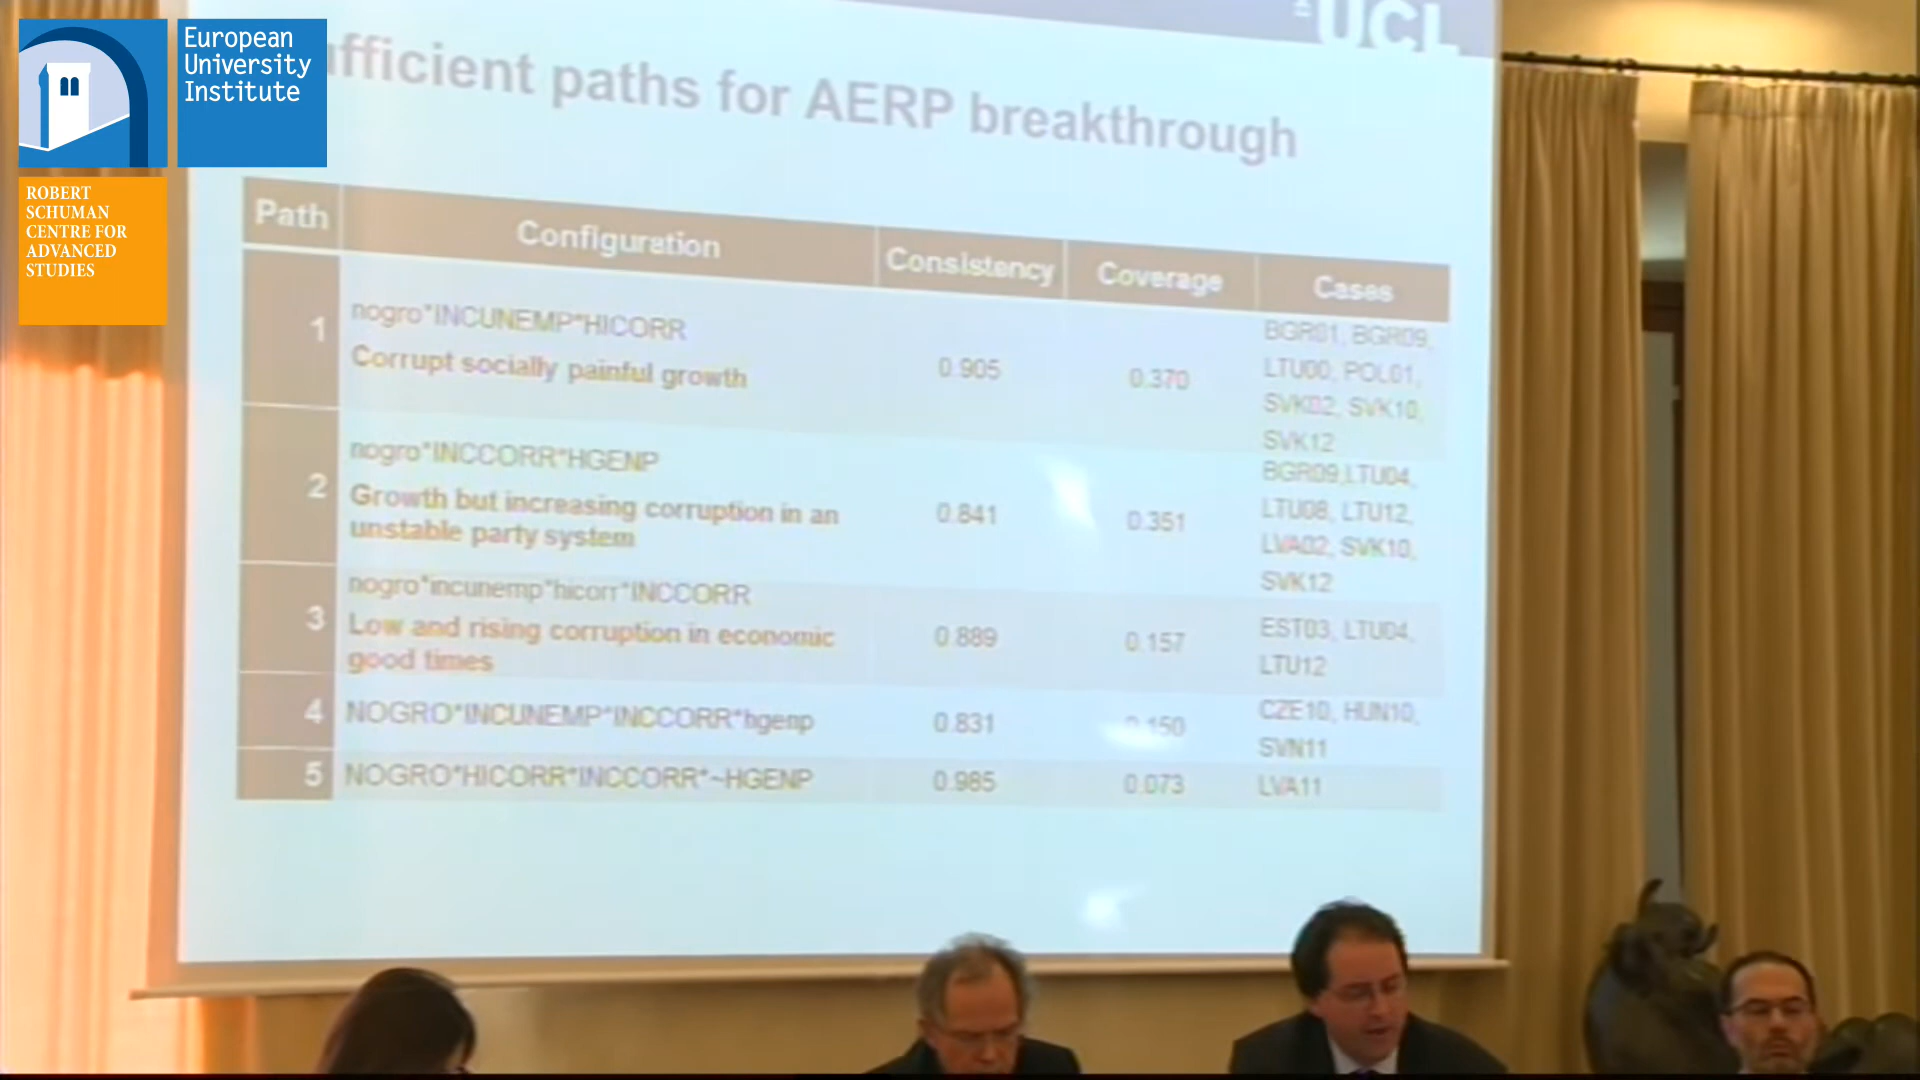 European
University
Institute
ROBERT
SCHUMAN
CENTRE FOR
ADVANCED
STUDIES
UCL
ufficient paths for AERP breakthrough
Path Configuration Consistency Coverage Cases
1 nogro*INCUNEMP*HICORR
Corrupt socially painful growth
0.905 0.370
BGR01, BGR09,
LTU00, POL01,
SVK02, SVK10,
SVK12
2 nogro*INCCORR*HGENP
Growth but increasing corruption in an
unstable party system
0.841 0.351
BGR09,LTU04,
LTU08, LTU12,
LVA02, SVK10,
SVK12
3 nogro*incunemp*hicorr*INCCORR
Low and rising corruption in economic
good times
0.889 0.157
EST03, LTU04,
LTU12
4 NOGRO*INCUNEMP*INCCORR*hgenp
0.831 0.150
CZE10, HUN10,
SVN11
5 NOGRO*HICORR*INCCORR*~HGENP
0.985 0.073
LVA11